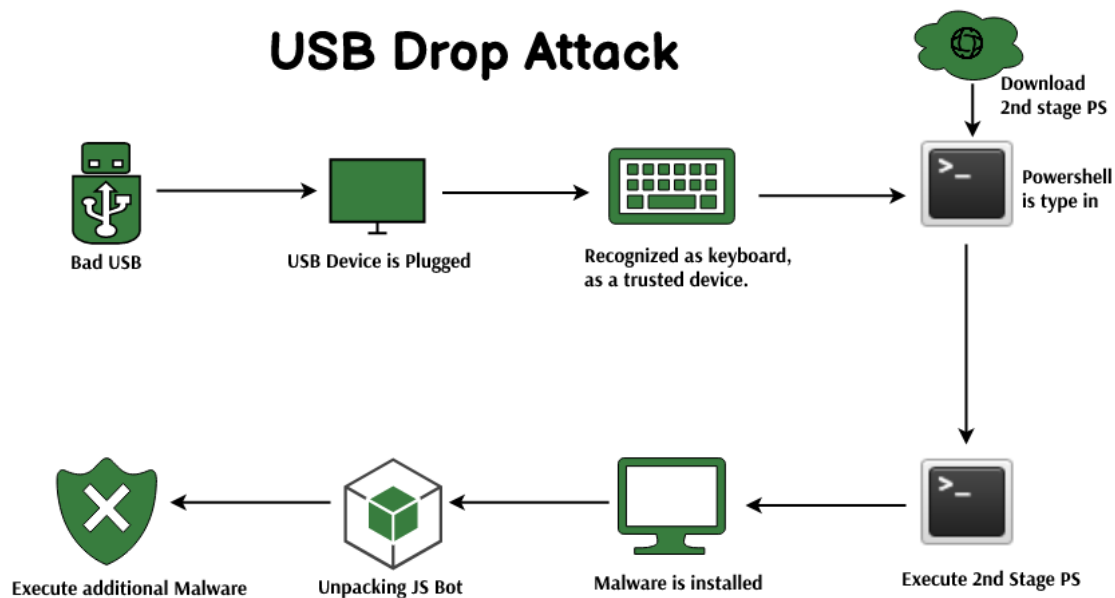 USB Drop Attack
Download
2nd stage PS
>_
Powershell
is type in
Bad USB
USB Device is Plugged
Recognized as keyboard,
as a trusted device.
>_
Execute additional Malware
Unpacking JS Bot
Malware is installed
Execute 2nd Stage PS